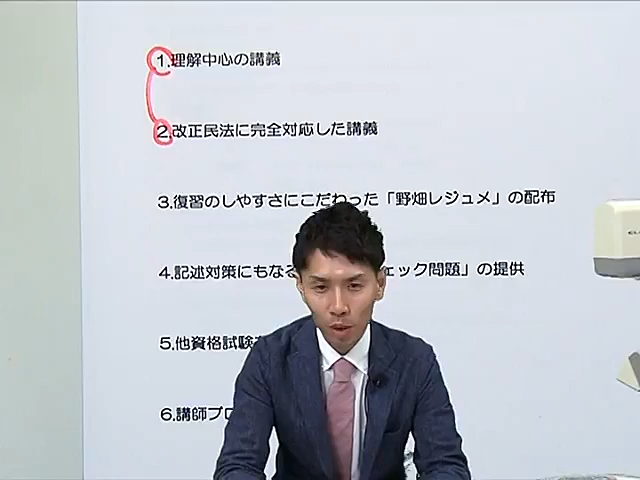 1.理解中心の講義
2.改正民法に完全対応した講義
3.復習のしやすさにこだわった「野畑レジュメ」の配布
4.記述対策にもなる ェック問題」の提供
5.他資格試験
6.講師プロ